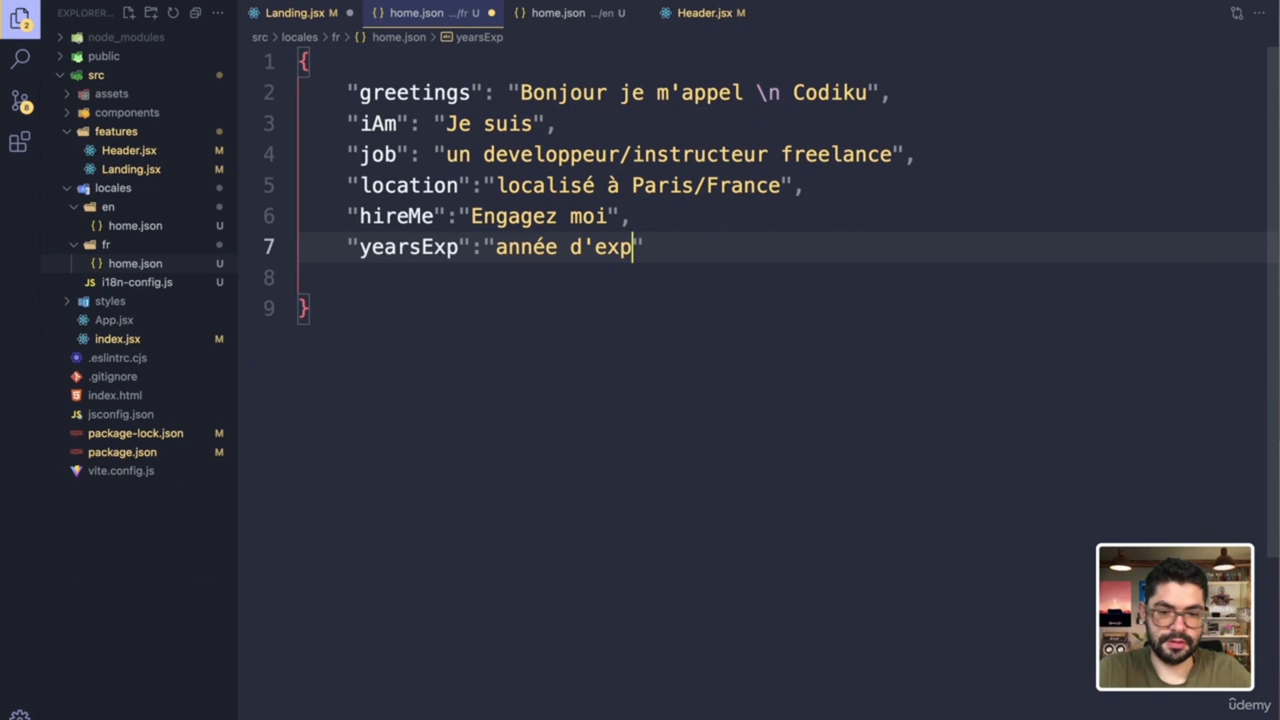 EXPLORER...
Landing.jsx M
home.json .../fr U
home.json .../en U
Header.jsx M
src > locales > fr > {} home.json > yearsExp
2
8
node_modules
public
src
assets
components
features
Header.jsx M
Landing.jsx M
locales
en
{} home.json U
fr
{} home.json U
JS i18n-config.js U
styles
App.jsx
index.jsx M
.eslintrc.cjs
.gitignore
index.html
JS jsconfig.json
package-lock.json M
package.json M
vite.config.js
1 {
2 "greetings": "Bonjour je m'appel \n Codiku",
3 "iAm": "Je suis",
4 "job": "un developpeur/instructeur freelance",
5 "location":"localisé à Paris/France",
6 "hireMe":"Engagez moi",
7 "yearsExp":"année d'exp"
8
9 }
ûdemy